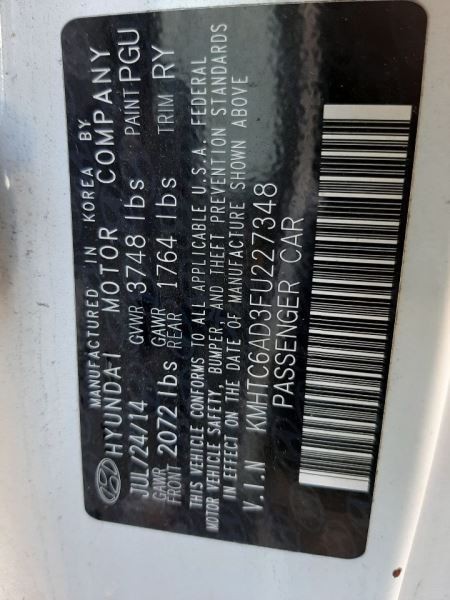 MANUFACTURED IN KOREA BY
HYUNDAI MOTOR COMPANY
JUL/24/14 GVWR 3748 lbs PAINT PGU
GAWR FRONT 2072 lbs GAWR REAR 1764 lbs TRIM RY
THIS VEHICLE CONFORMS TO ALL APPLICABLE U.S.A. FEDERAL
MOTOR VEHICLE SAFETY, BUMPER, AND THEFT PREVENTION STANDARDS
IN EFFECT ON THE DATE OF MANUFACTURE SHOWN ABOVE
V.I.N KMHTC6AD3FU227348
PASSENGER CAR